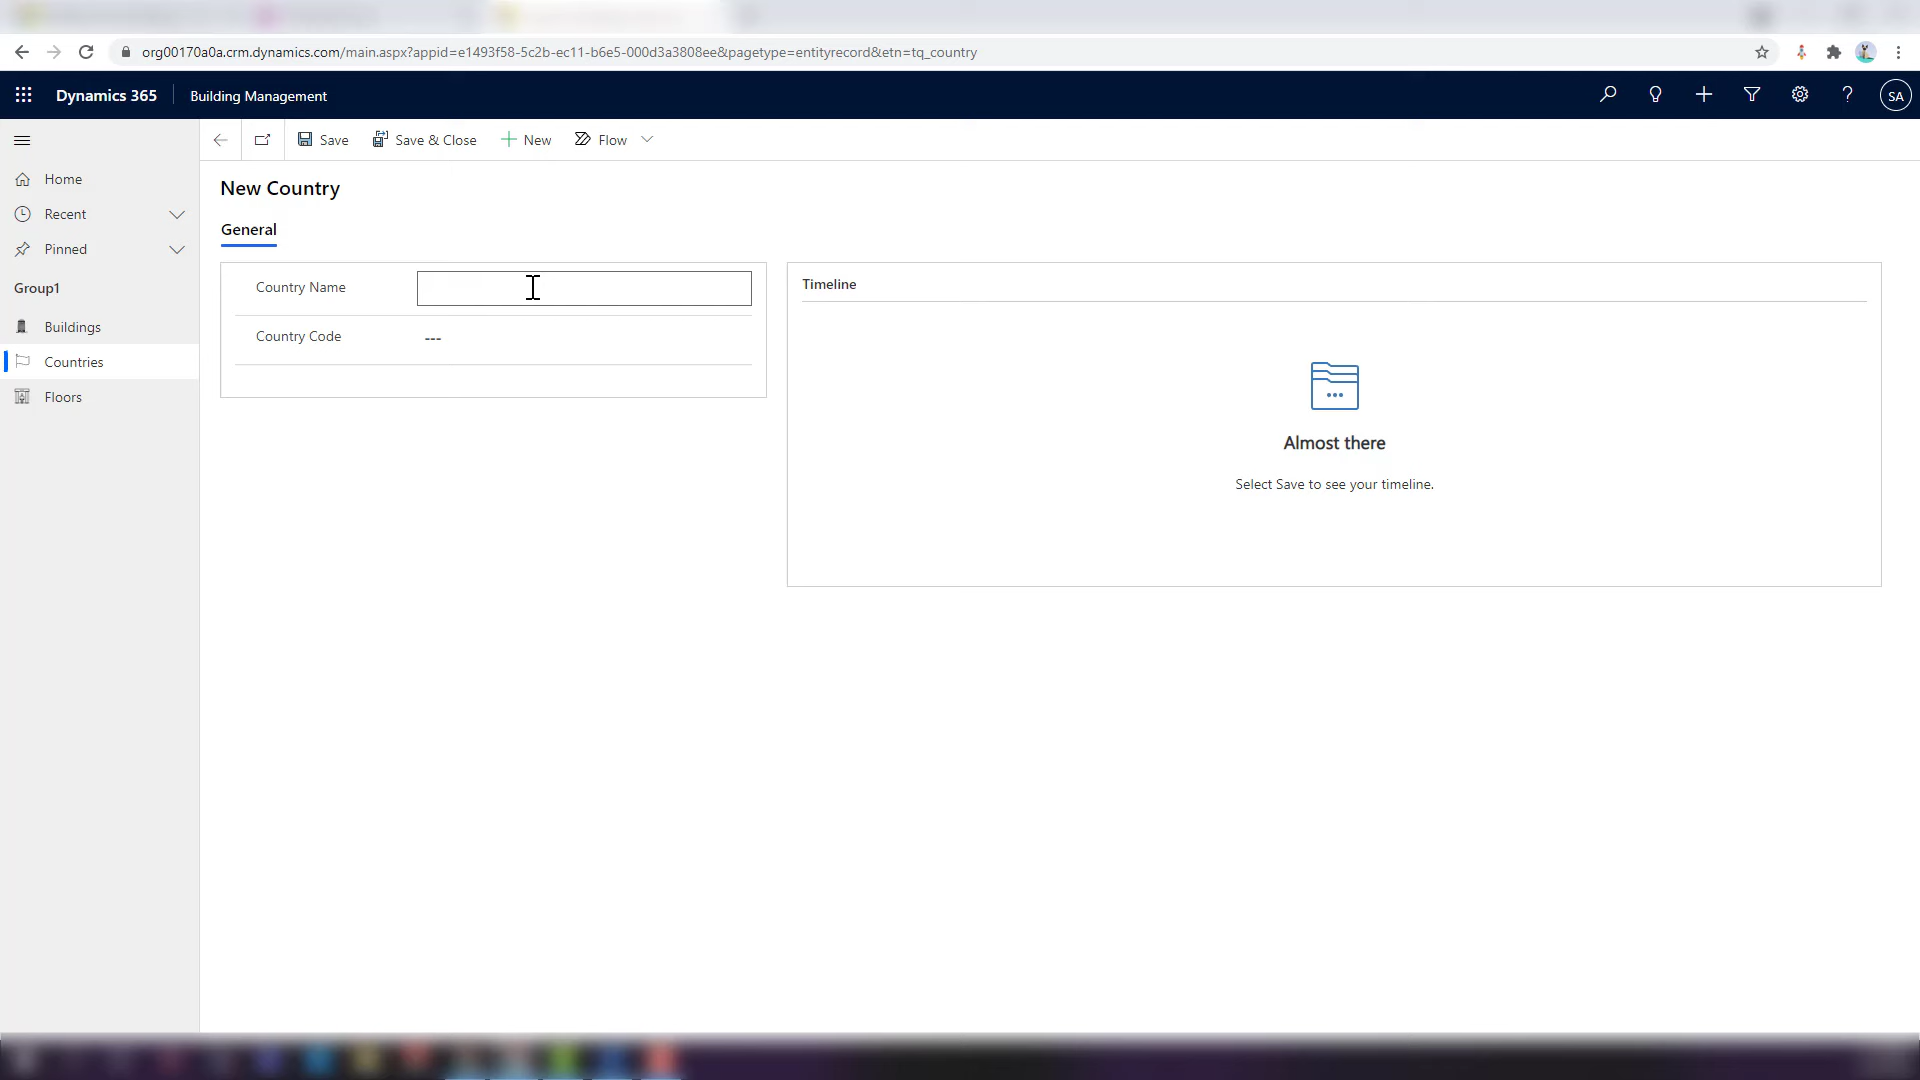 org00170a0a.crm.dynamics.com/main.aspx?appid=e1493f58-5c2b-ec11-b6e5-000d3a3808ee&pagetype=entityrecord&etn=tq_country
Dynamics 365
Building Management
SA
Save
Save & Close
New
Flow
Home
Recent
Pinned
Group1
Buildings
Countries
Floors
New Country
General
Country Name
Country Code
---
Timeline
Almost there
Select Save to see your timeline.